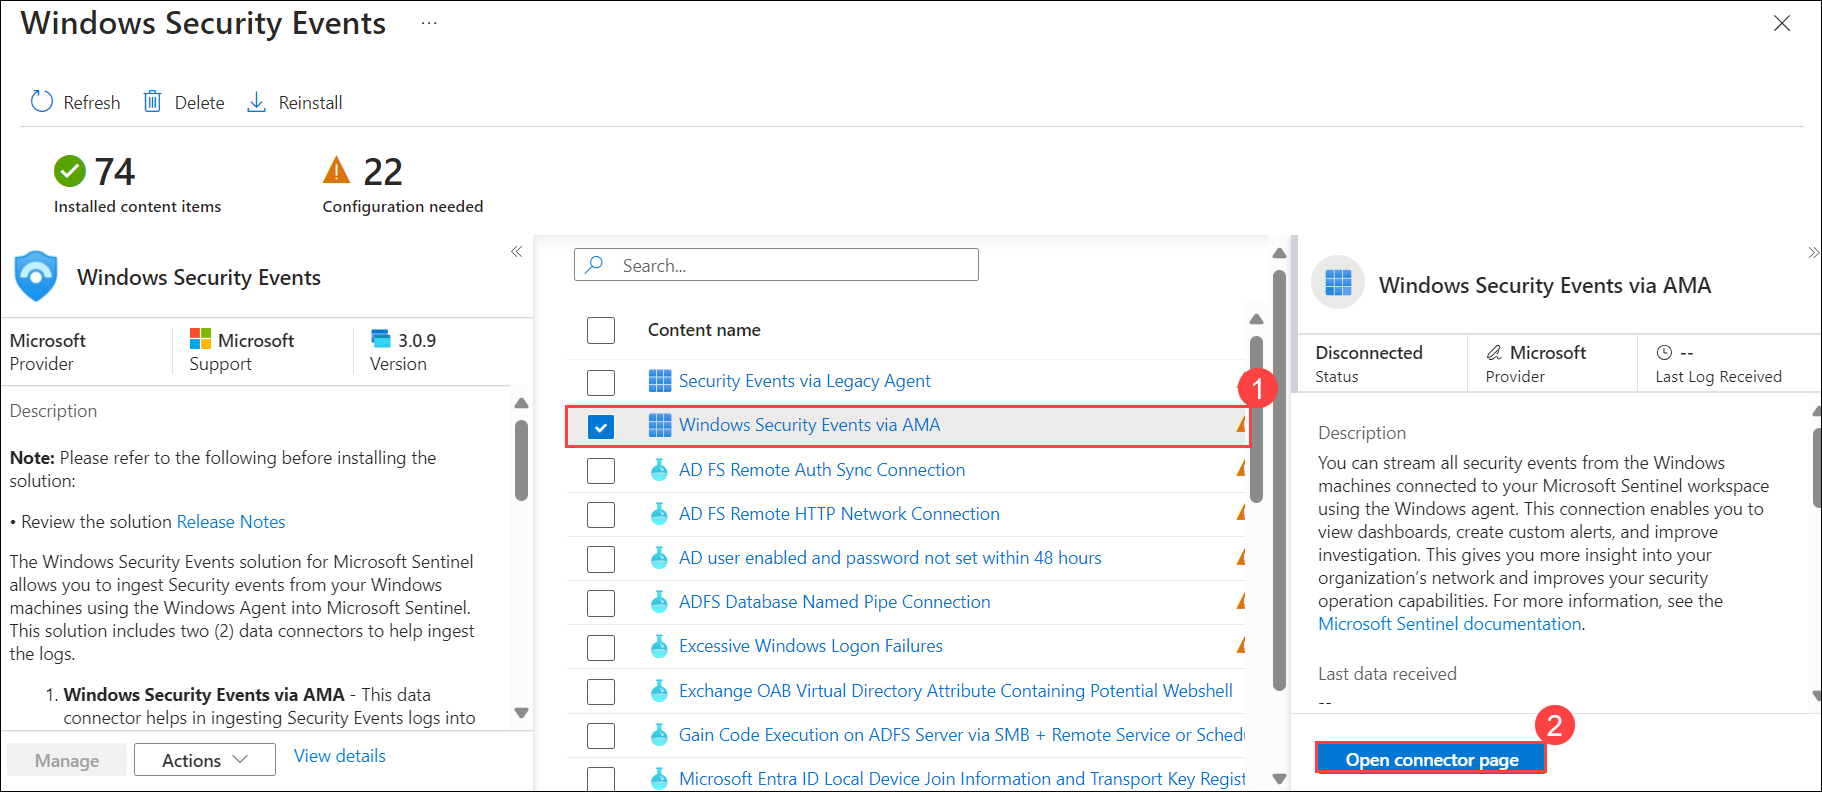 Windows Security Events ...
Refresh Delete Reinstall
74
Installed content items
22
Configuration needed
Windows Security Events
Microsoft
Provider
Microsoft
Support
3.0.9
Version
Description
Note: Please refer to the following before installing the
solution:
• Review the solution Release Notes
The Windows Security Events solution for Microsoft Sentinel
allows you to ingest Security events from your Windows
machines using the Windows Agent into Microsoft Sentinel.
This solution includes two (2) data connectors to help ingest
the logs.
1. Windows Security Events via AMA - This data
connector helps in ingesting Security Events logs into
Manage Actions View details
Search...
Content name
Security Events via Legacy Agent
1
Windows Security Events via AMA
AD FS Remote Auth Sync Connection
AD FS Remote HTTP Network Connection
AD user enabled and password not set within 48 hours
ADFS Database Named Pipe Connection
Excessive Windows Logon Failures
Exchange OAB Virtual Directory Attribute Containing Potential Webshell
Gain Code Execution on ADFS Server via SMB + Remote Service or Schedu
Microsoft Entra ID Local Device Join Information and Transport Key Regist
Windows Security Events via AMA
Disconnected
Status
Microsoft
Provider
--
Last Log Received
Description
You can stream all security events from the Windows
machines connected to your Microsoft Sentinel workspace
using the Windows agent. This connection enables you to
view dashboards, create custom alerts, and improve
investigation. This gives you more insight into your
organization’s network and improves your security
operation capabilities. For more information, see the
Microsoft Sentinel documentation.
Last data received
--
2
Open connector page